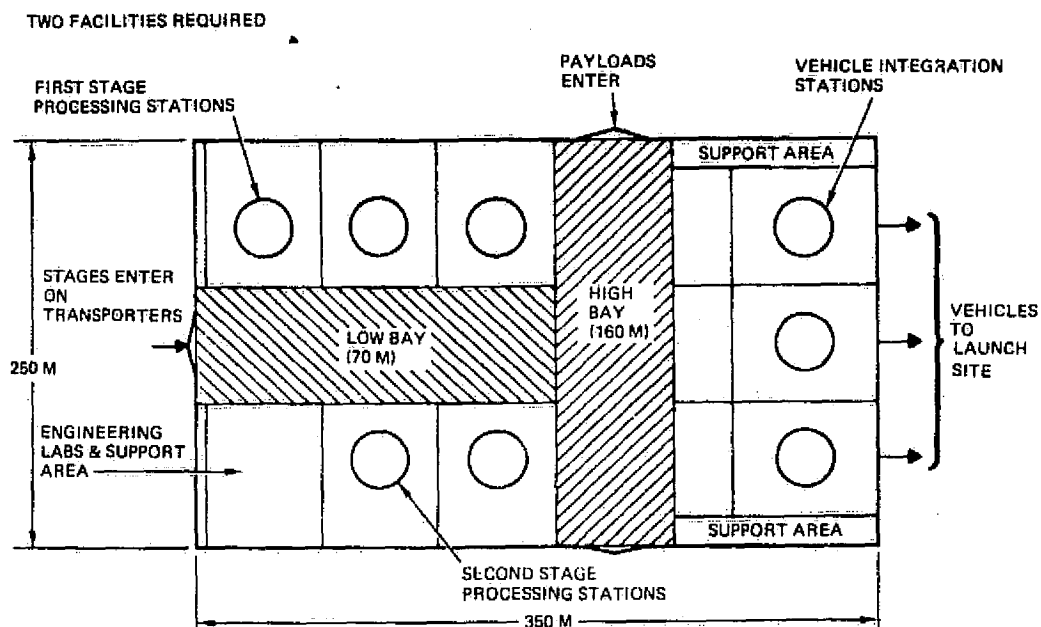 TWO FACILITIES REQUIRED
FIRST STAGE
PROCESSING STATIONS
PAYLOADS
ENTER
VEHICLE INTEGRATION
STATIONS
SUPPORT AREA
STAGES ENTER
ON
TRANSPORTERS
LOW BAY
(70 M)
HIGH
BAY
(160 M)
VEHICLES
TO
LAUNCH
SITE
250 M
ENGINEERING
LABS & SUPPORT
AREA
SUPPORT AREA
SECOND STAGE
PROCESSING STATIONS
350 M